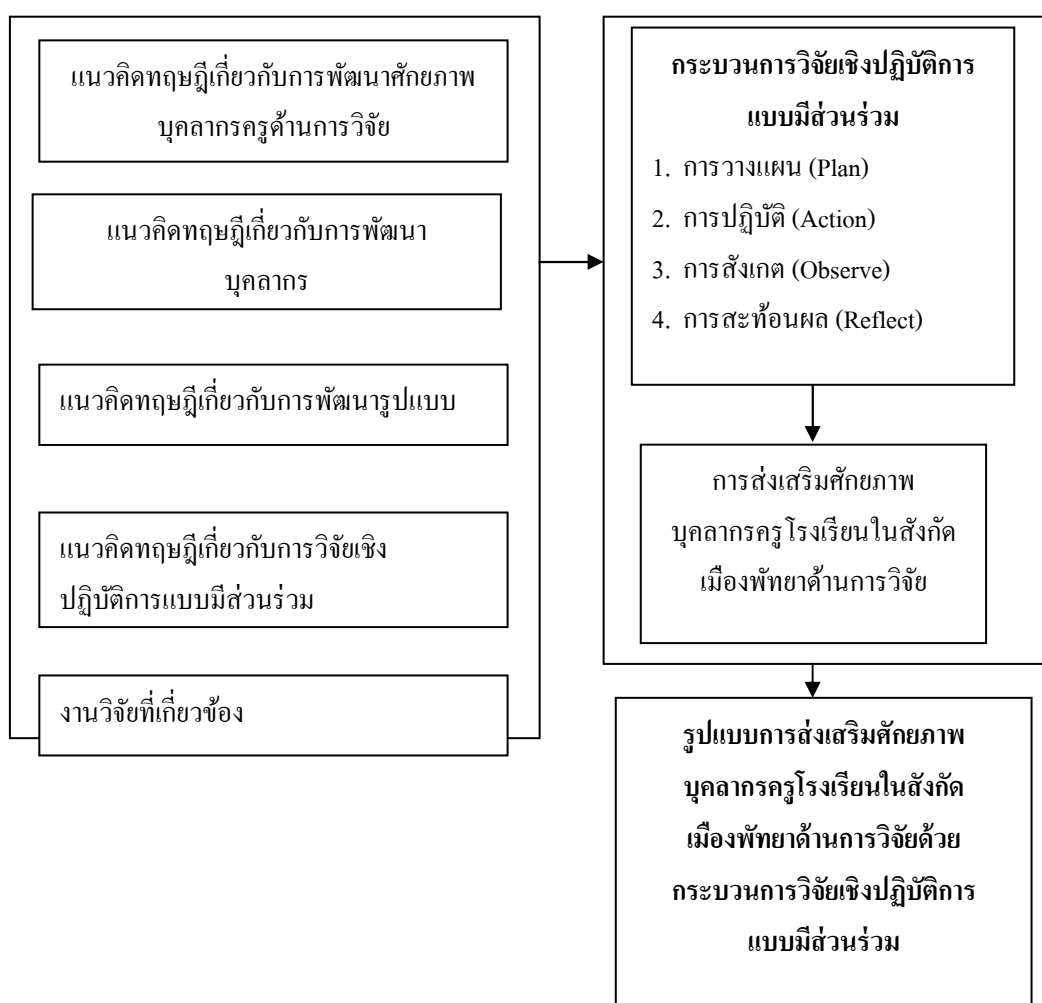 แนวคิดทฤษฎีเกี่ยวกับการพัฒนาศักยภาพ
บุคลากรครูด้านการวิจัย
แนวคิดทฤษฎีเกี่ยวกับการพัฒนา
บุคลากร
แนวคิดทฤษฎีเกี่ยวกับการพัฒนารูปแบบ
แนวคิดทฤษฎีเกี่ยวกับการวิจัยเชิง
ปฏิบัติการแบบมีส่วนร่วม
งานวิจัยที่เกี่ยวข้อง
กระบวนการวิจัยเชิงปฏิบัติการ
แบบมีส่วนร่วม
1. การวางแผน (Plan)
2. การปฏิบัติ (Action)
3. การสังเกต (Observe)
4. การสะท้อนผล (Reflect)
การส่งเสริมศักยภาพ
บุคลากรครูโรงเรียนในสังกัด
เมืองพัทยาด้านการวิจัย
รูปแบบการส่งเสริมศักยภาพ
บุคลากรครูโรงเรียนในสังกัด
เมืองพัทยาด้านการวิจัยด้วย
กระบวนการวิจัยเชิงปฏิบัติการ
แบบมีส่วนร่วม